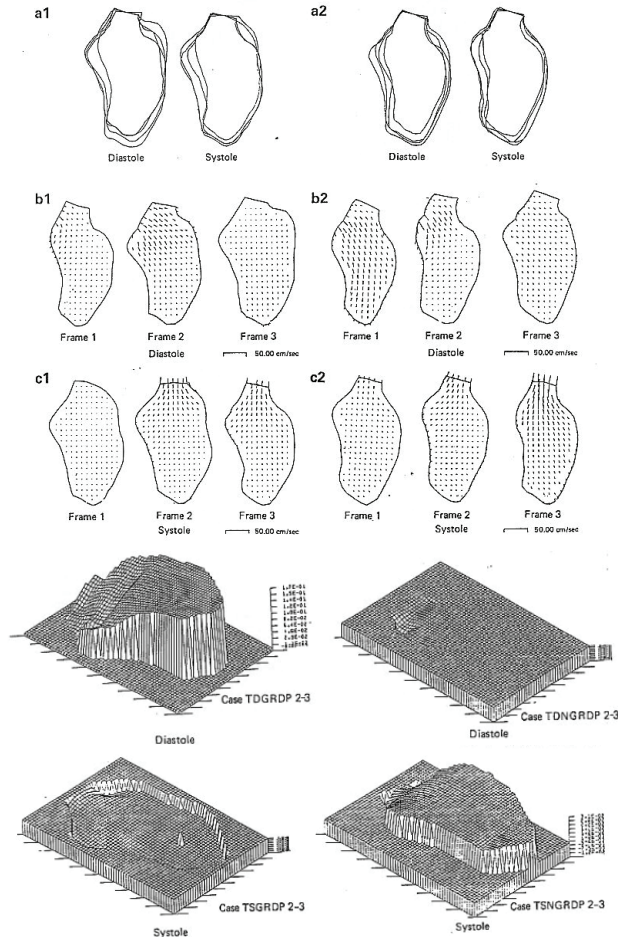 a1
a2
Diastole Systole
Diastole Systole
b1
b2
Frame 1 Frame 2 Frame 3
Diastole 50.00 cm/sec
Frame 1 Frame 2 Frame 3
Diastole 50.00 cm/sec
c1
c2
Frame 1 Frame 2 Frame 3
Systole 50.00 cm/sec
Frame 1 Frame 2 Frame 3
Systole 50.00 cm/sec
Case TDGRDP 2-3
Diastole
Case TDNGRDP 2-3
Diastole
Case TSGRDP 2-3
Systole
Case TSNGRDP 2-3
Systole